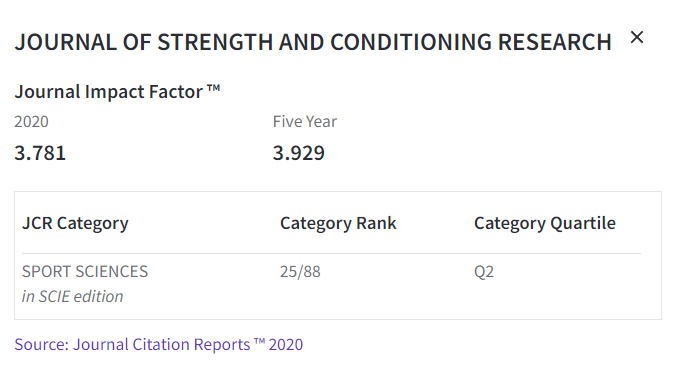 JOURNAL OF STRENGTH AND CONDITIONING RESEARCH ×
Journal Impact Factor ™
2020 Five Year
3.781 3.929
JCR Category Category Rank Category Quartile
SPORT SCIENCES 25/88 Q2
in SCIE edition
Source: Journal Citation Reports ™ 2020